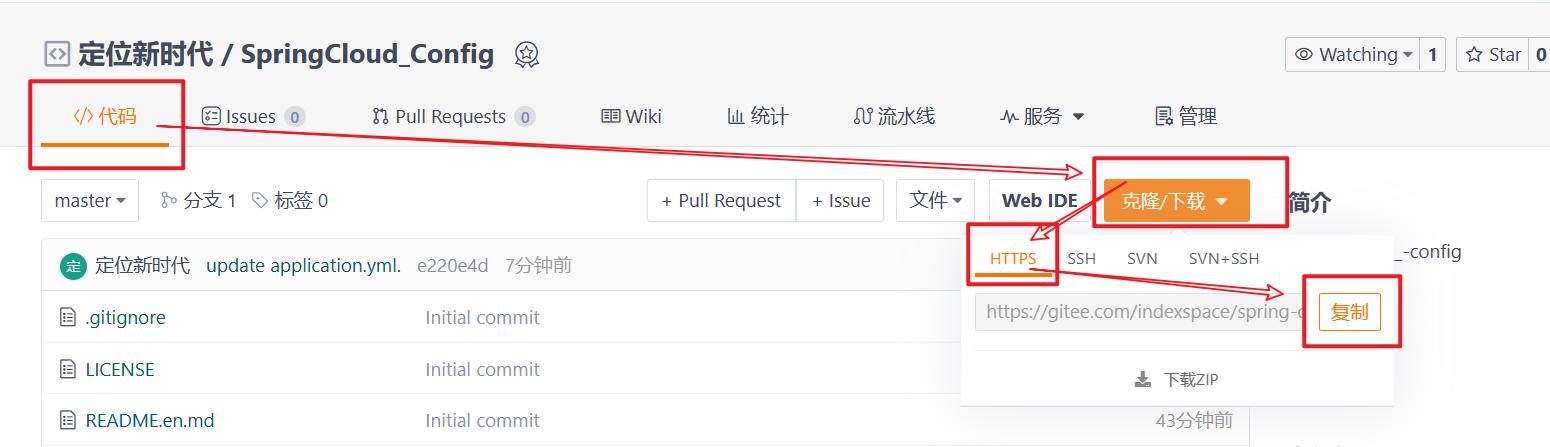 定位新时代 / SpringCloud_Config
Watching 1
Star 0
代码
Issues 0
Pull Requests 0
Wiki
统计
流水线
服务
管理
master
分支 1
标签 0
+ Pull Request
+ Issue
文件
Web IDE
克隆/下载
简介
定 定位新时代 update application.yml. e220e4d 7分钟前
HTTPS SSH SVN SVN+SSH
_-config
https://gitee.com/indexspace/spring- 复制
.gitignore Initial commit
LICENSE Initial commit
下载ZIP
README.en.md Initial commit 43分钟前